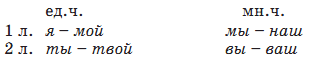 ед.ч. мн.ч.
1 л. я – мой мы – наш
2 л. ты – твой вы – ваш